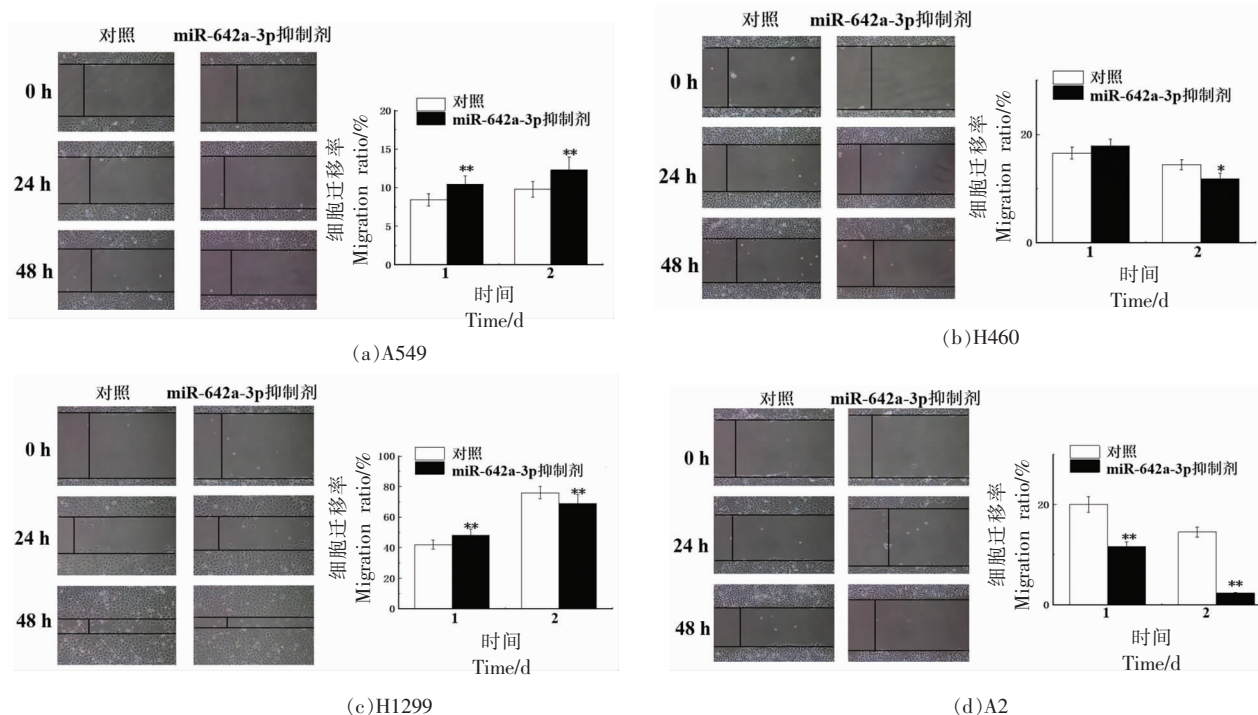 对照 miR-642a-3p抑制剂
0 h
24 h
48 h
对照
miR-642a-3p抑制剂
细胞迁移率
Migration ratio/%
20
15
10
5
0
** **
1 2
时间
Time/d
(a)A549
对照 miR-642a-3p抑制剂
0 h
24 h
48 h
对照
miR-642a-3p抑制剂
细胞迁移率
Migration ratio/%
20
0
*
1 2
时间
Time/d
(b)H460
对照 miR-642a-3p抑制剂
0 h
24 h
48 h
对照
miR-642a-3p抑制剂
细胞迁移率
Migration ratio/%
100
80
60
40
20
0
** **
1 2
时间
Time/d
(c)H1299
对照 miR-642a-3p抑制剂
0 h
24 h
48 h
对照
miR-642a-3p抑制剂
细胞迁移率
Migration ratio/%
20
0
** **
1 2
时间
Time/d
(d)A2